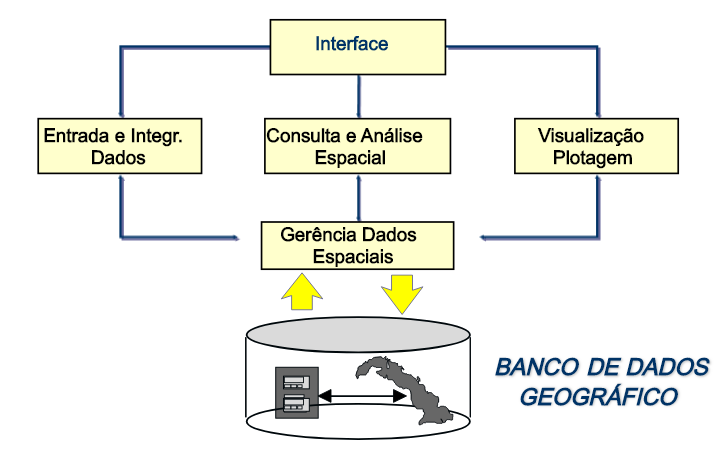 Interface
Entrada e Integr.
Dados
Consulta e Análise
Espacial
Visualização
Plotagem
Gerência Dados
Espaciais
BANCO DE DADOS
GEOGRÁFICO